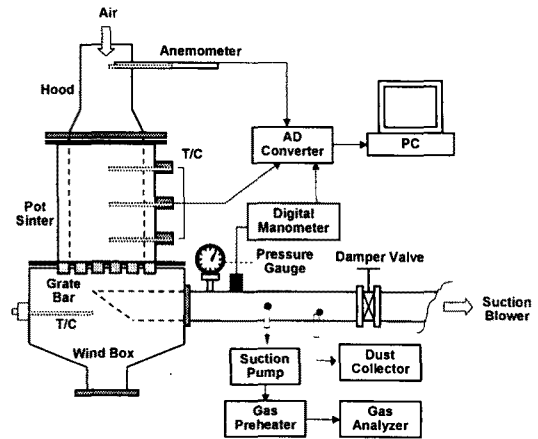 Air
Anemometer
Hood
T/C
AD
Converter
PC
Pot
Sinter
Digital
Manometer
Pressure
Gauge
Damper Valve
Grate
Bar
T/C
Suction
Blower
Wind Box
Suction
Pump
Dust
Collector
Gas
Preheater
Gas
Analyzer